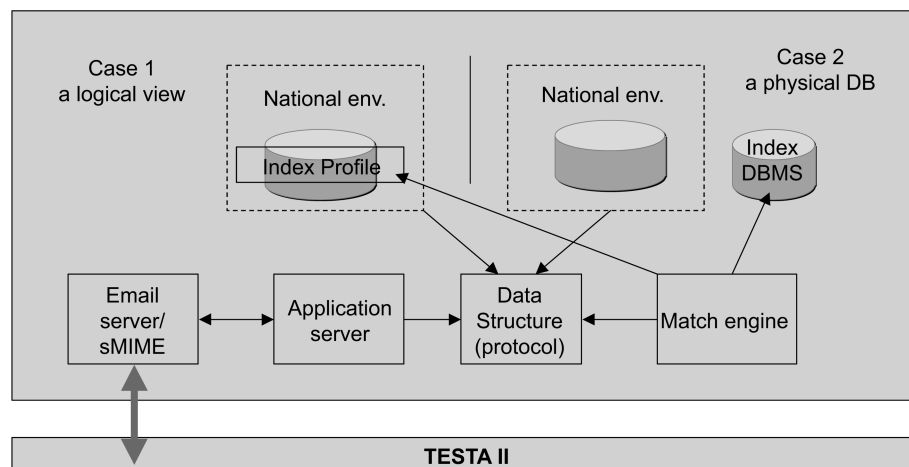 Case 1
a logical view
National env.
Index Profile
National env.
Case 2
a physical DB
Index
DBMS
Email
server/
sMIME
Application
server
Data
Structure
(protocol)
Match engine
TESTA II